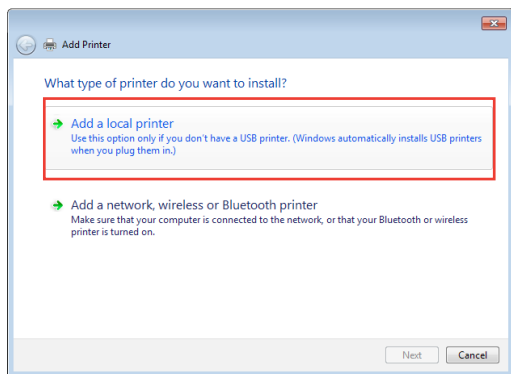 Add Printer
What type of printer do you want to install?
Add a local printer
Use this option only if you don't have a USB printer. (Windows automatically installs USB printers
when you plug them in.)
Add a network, wireless or Bluetooth printer
Make sure that your computer is connected to the network, or that your Bluetooth or wireless
printer is turned on.
Next Cancel